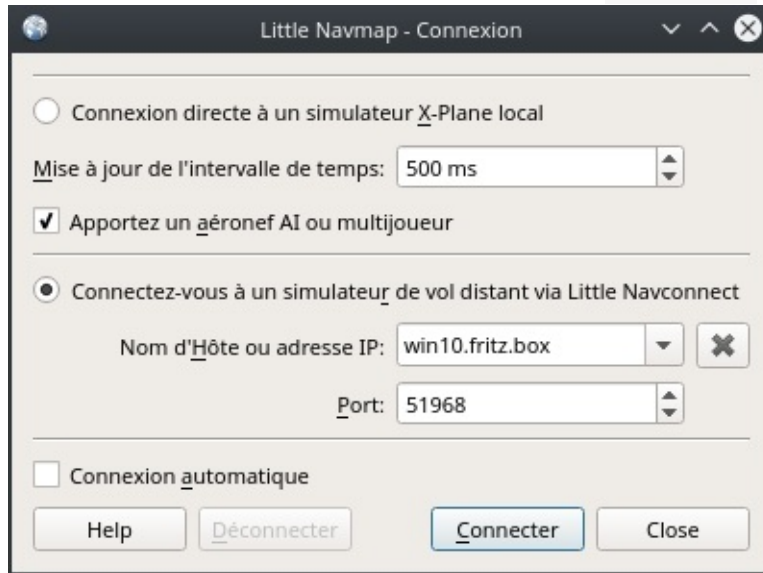 Little Navmap - Connexion
Connexion directe à un simulateur X-Plane local
Mise à jour de l'intervalle de temps: 500 ms
Apportez un aéronef AI ou multijoueur
Connectez-vous à un simulateur de vol distant via Little Navconnect
Nom d'Hôte ou adresse IP: win10.fritz.box
Port: 51968
Connexion automatique
Help Déconnecter Connecter Close